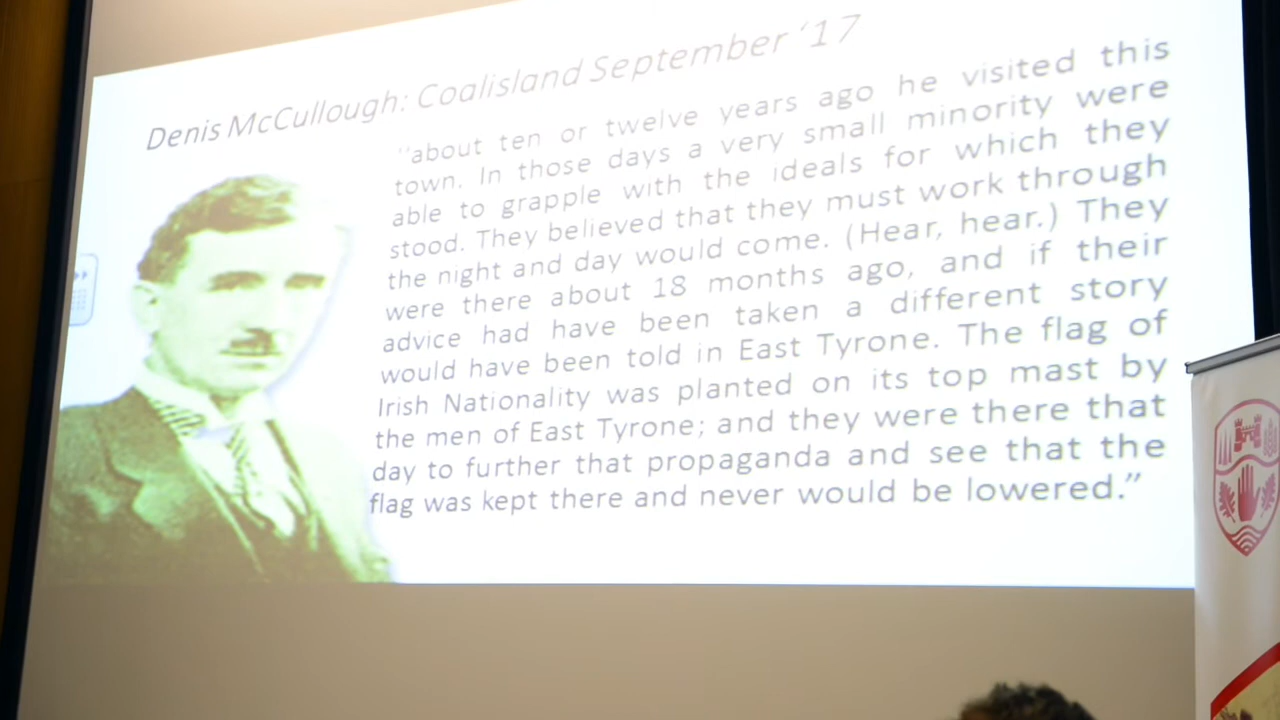 Denis McCullough: Coalisland September ‘17
“about ten or twelve years ago he visited this
town. In those days a very small minority were
able to grapple with the ideals for which they
stood. They believed that they must work through
the night and day would come. (Hear, hear.) They
were there about 18 months ago, and if their
advice had have been taken a different story
would have been told in East Tyrone. The flag of
Irish Nationality was planted on its top mast by
the men of East Tyrone; and they were there that
day to further that propaganda and see that the
flag was kept there and never would be lowered.”